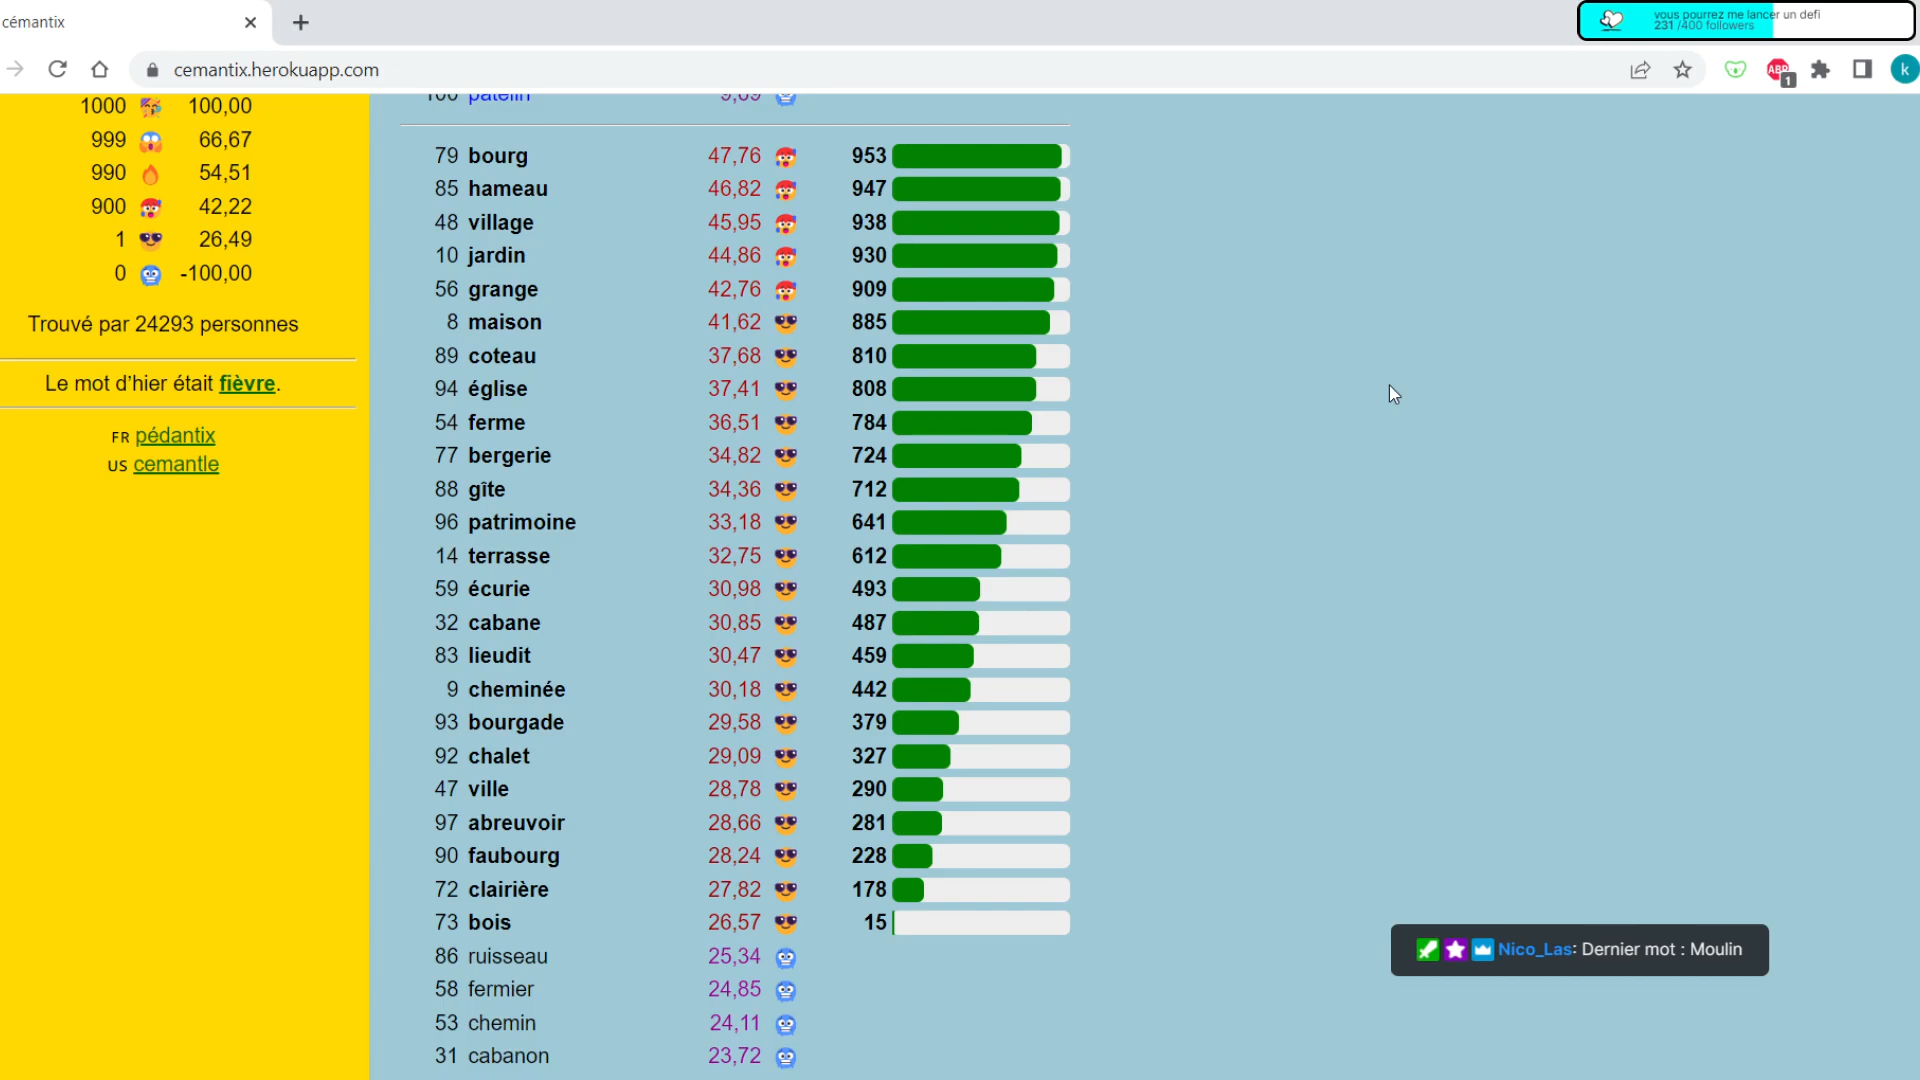 cémantix
vous pourrez me lancer un defi
231 /400 followers
cemantix.herokuapp.com
ABP
1
k
1000 100,00
999 66,67
990 54,51
900 42,22
1 26,49
0 -100,00
Trouvé par 24293 personnes
Le mot d’hier était fièvre.
FR pédantix
US cemantle
100 patelin 9,69
79 bourg 47,76 953
85 hameau 46,82 947
48 village 45,95 938
10 jardin 44,86 930
56 grange 42,76 909
8 maison 41,62 885
89 coteau 37,68 810
94 église 37,41 808
54 ferme 36,51 784
77 bergerie 34,82 724
88 gîte 34,36 712
96 patrimoine 33,18 641
14 terrasse 32,75 612
59 écurie 30,98 493
32 cabane 30,85 487
83 lieudit 30,47 459
9 cheminée 30,18 442
93 bourgade 29,58 379
92 chalet 29,09 327
47 ville 28,78 290
97 abreuvoir 28,66 281
90 faubourg 28,24 228
72 clairière 27,82 178
73 bois 26,57 15
86 ruisseau 25,34
58 fermier 24,85
53 chemin 24,11
31 cabanon 23,72
Nico_Las: Dernier mot : Moulin